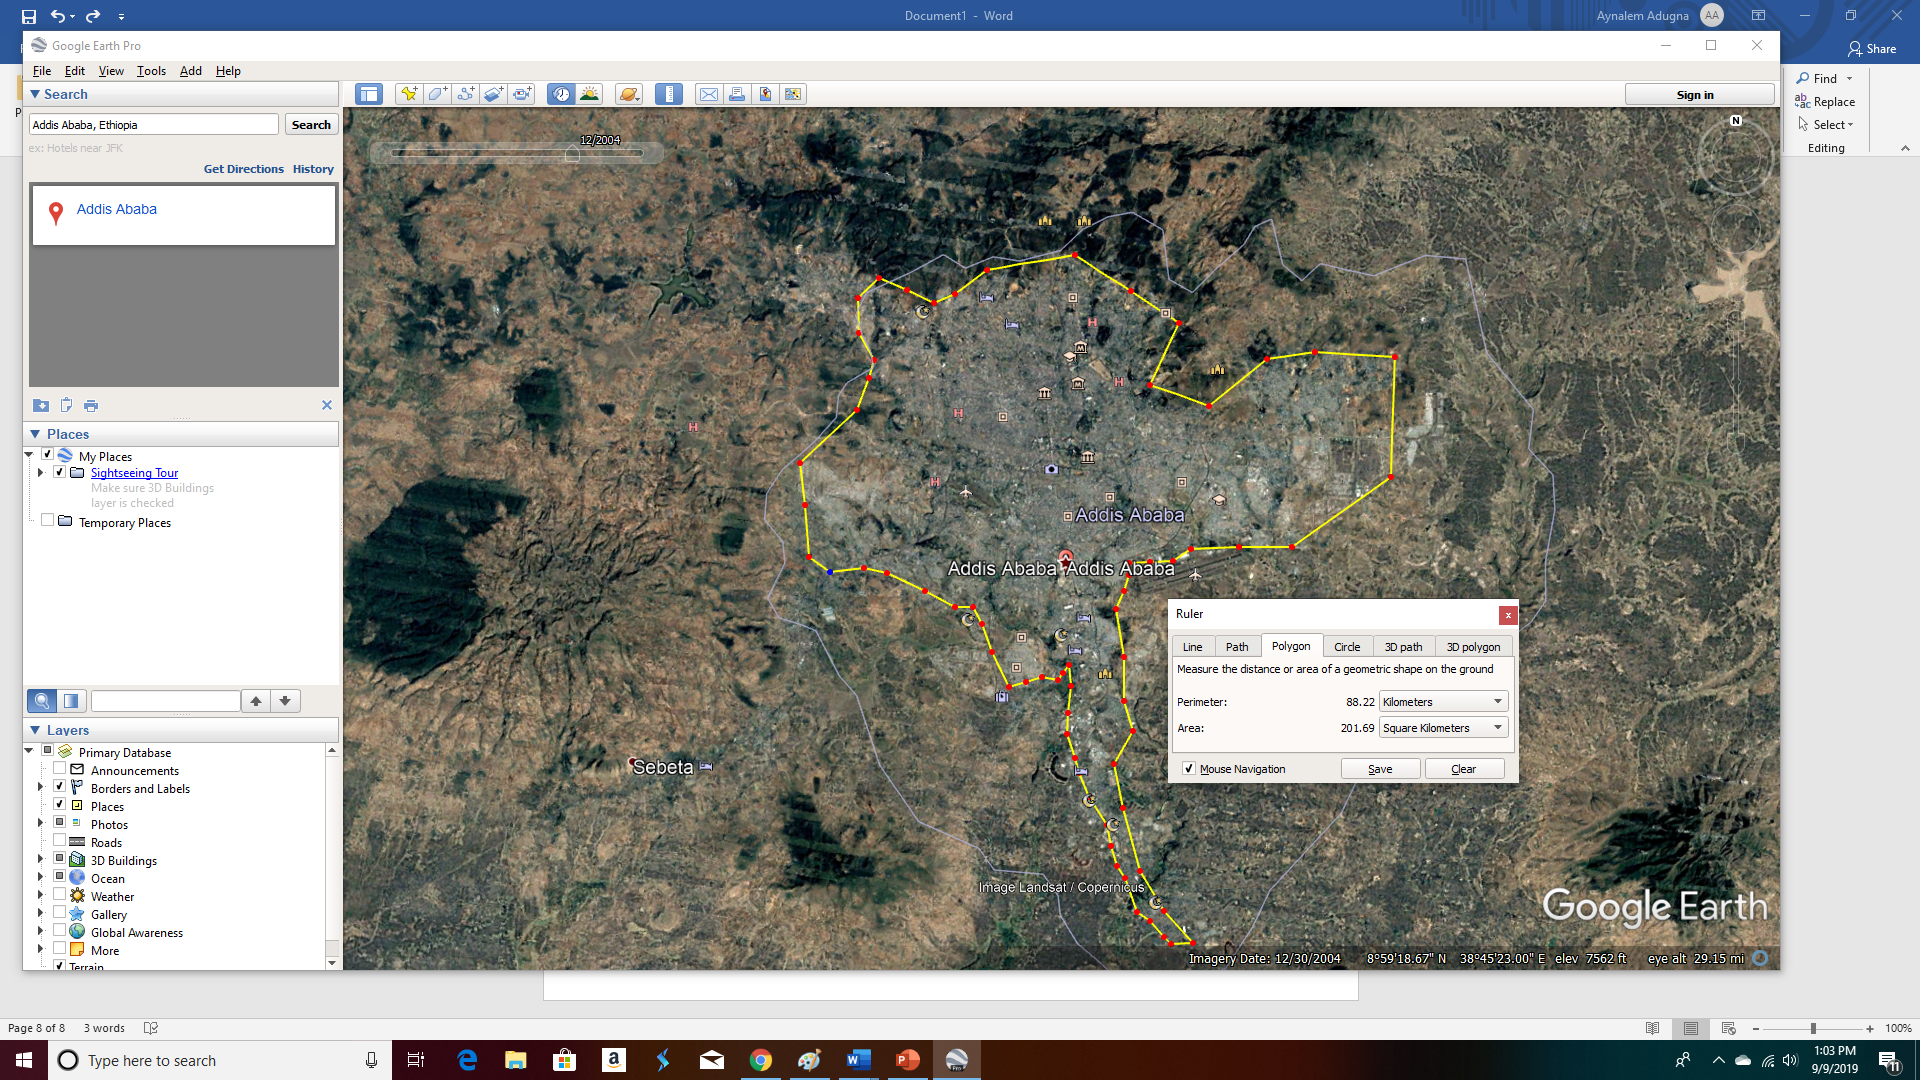 Document1 - Word
Aynalem Adugna
AA
Share
Google Earth Pro
File Edit View Tools Add Help
Search
Addis Ababa, Ethiopia
Search
ex: Hotels near JFK
Get Directions History
Addis Ababa
Places
My Places
Sightseeing Tour
Make sure 3D Buildings
layer is checked
Temporary Places
Layers
Primary Database
Announcements
Borders and Labels
Places
Photos
Roads
3D Buildings
Ocean
Weather
Gallery
Global Awareness
More
Terrain
Sign in
12/2004
N
Addis Ababa
Addis Ababa
Addis Ababa
Sebeta
Image Landsat / Copernicus
Google Earth
Imagery Date: 12/30/2004 8°59'18.67" N 38°45'23.00" E elev 7562 ft eye alt 29.15 mi
Ruler
x
Line Path Polygon Circle 3D path 3D polygon
Measure the distance or area of a geometric shape on the ground
Perimeter: 88.22 Kilometers
Area: 201.69 Square Kilometers
Mouse Navigation
Save
Clear
Find
Replace
Select
Editing
Page 8 of 8 3 words
100%
Type here to search
1:03 PM
9/9/2019
11